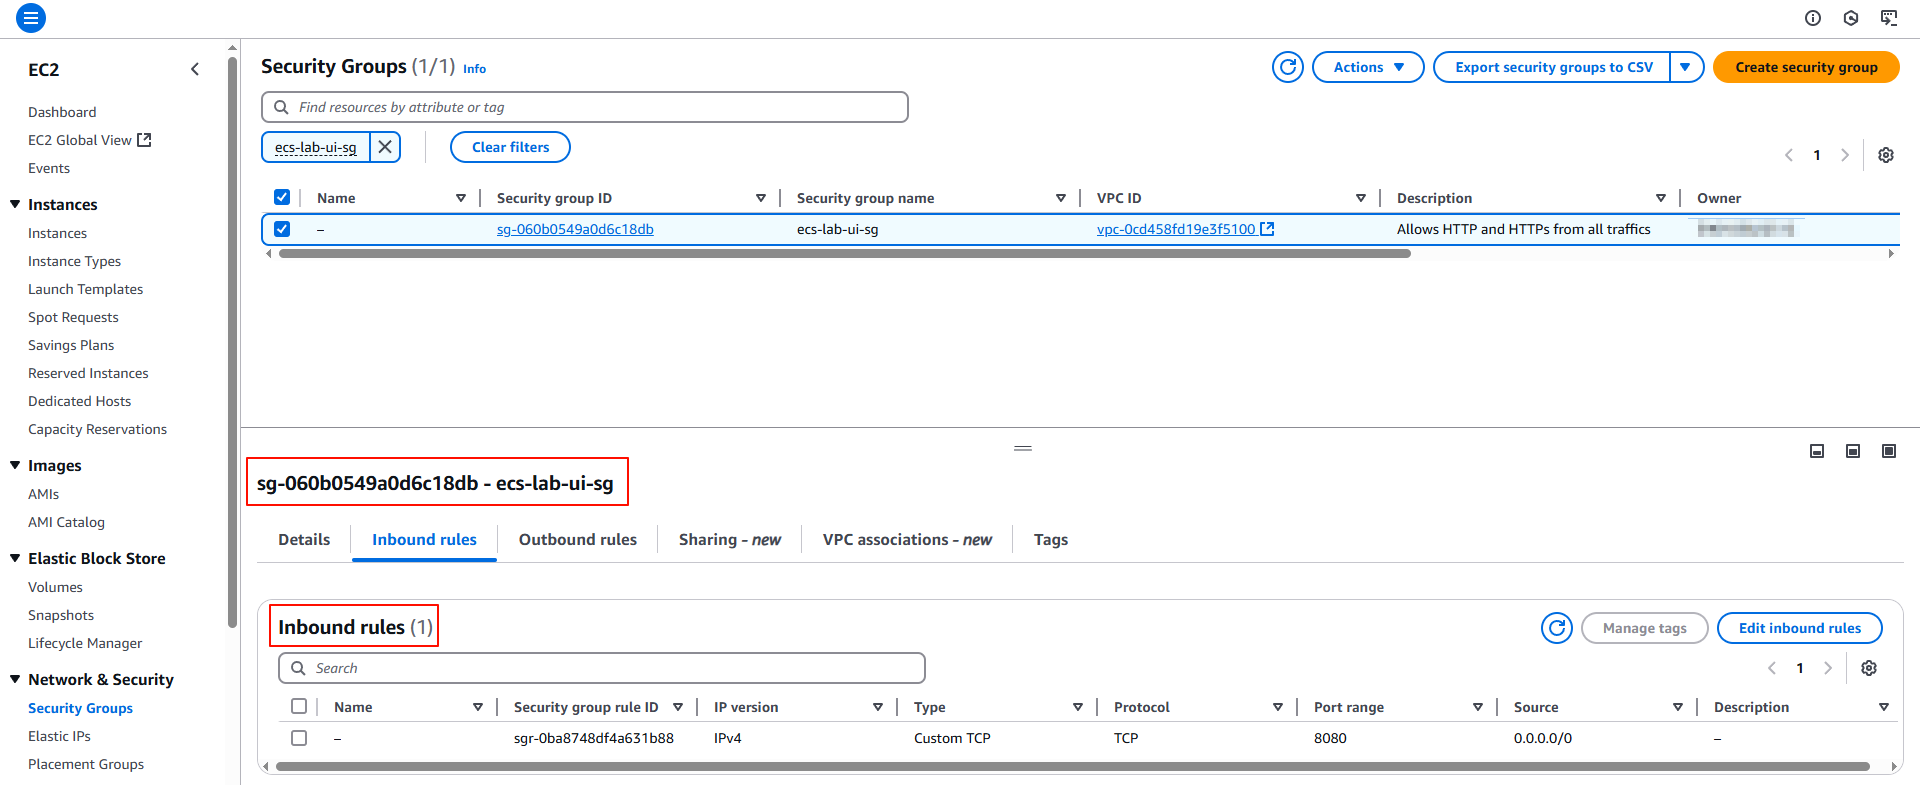 EC2
Dashboard
EC2 Global View
Events
Instances
Instances
Instance Types
Launch Templates
Spot Requests
Savings Plans
Reserved Instances
Dedicated Hosts
Capacity Reservations
Images
AMIs
AMI Catalog
Elastic Block Store
Volumes
Snapshots
Lifecycle Manager
Network & Security
Security Groups
Elastic IPs
Placement Groups
Security Groups (1/1) Info
Actions Export security groups to CSV Create security group
Find resources by attribute or tag
ecs-lab-ui-sg Clear filters
1
Name Security group ID Security group name VPC ID Description Owner
– sg-060b0549a0d6c18db ecs-lab-ui-sg vpc-0cd458fd19e3f5100 Allows HTTP and HTTPs from all traffics
sg-060b0549a0d6c18db - ecs-lab-ui-sg
Details Inbound rules Outbound rules Sharing - new VPC associations - new Tags
Inbound rules (1) Manage tags Edit inbound rules
Search 1
Name Security group rule ID IP version Type Protocol Port range Source Description
– sgr-0ba8748df4a631b88 IPv4 Custom TCP TCP 8080 0.0.0.0/0 –